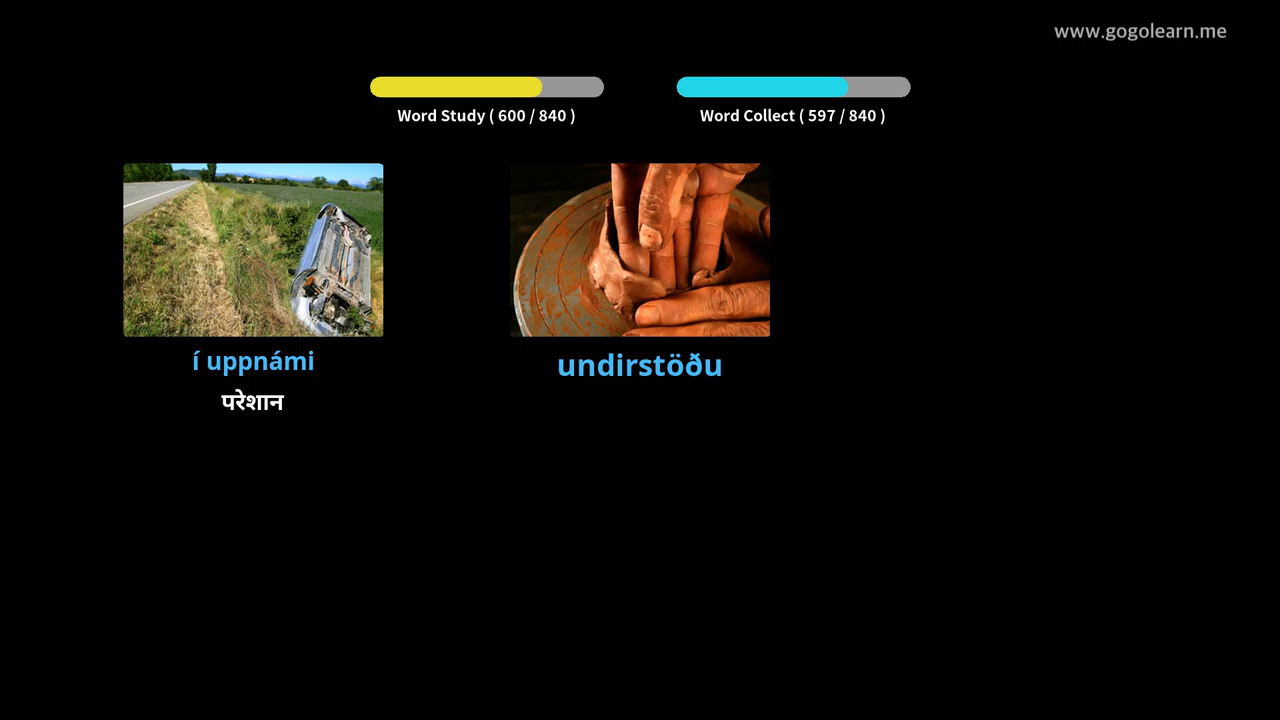 www.gogolearn.me
Word Study ( 600 / 840 )
Word Collect ( 597 / 840 )
í uppnámi
परेशान
undirstöðu